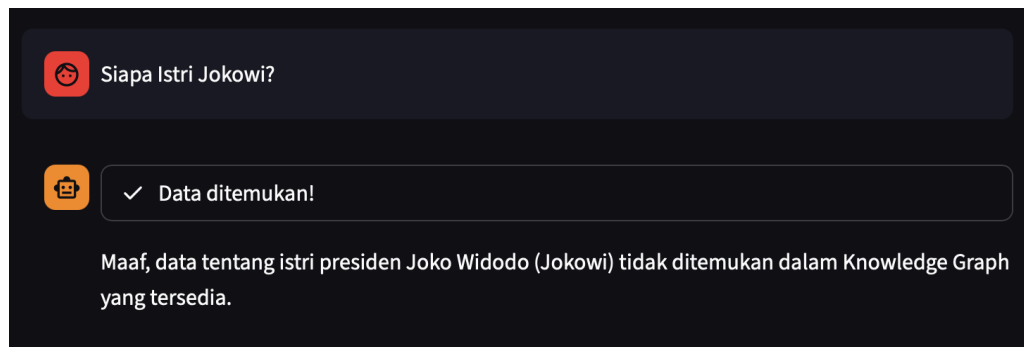 Siapa Istri Jokowi?
Data ditemukan!
Maaf, data tentang istri presiden Joko Widodo (Jokowi) tidak ditemukan dalam Knowledge Graph
yang tersedia.